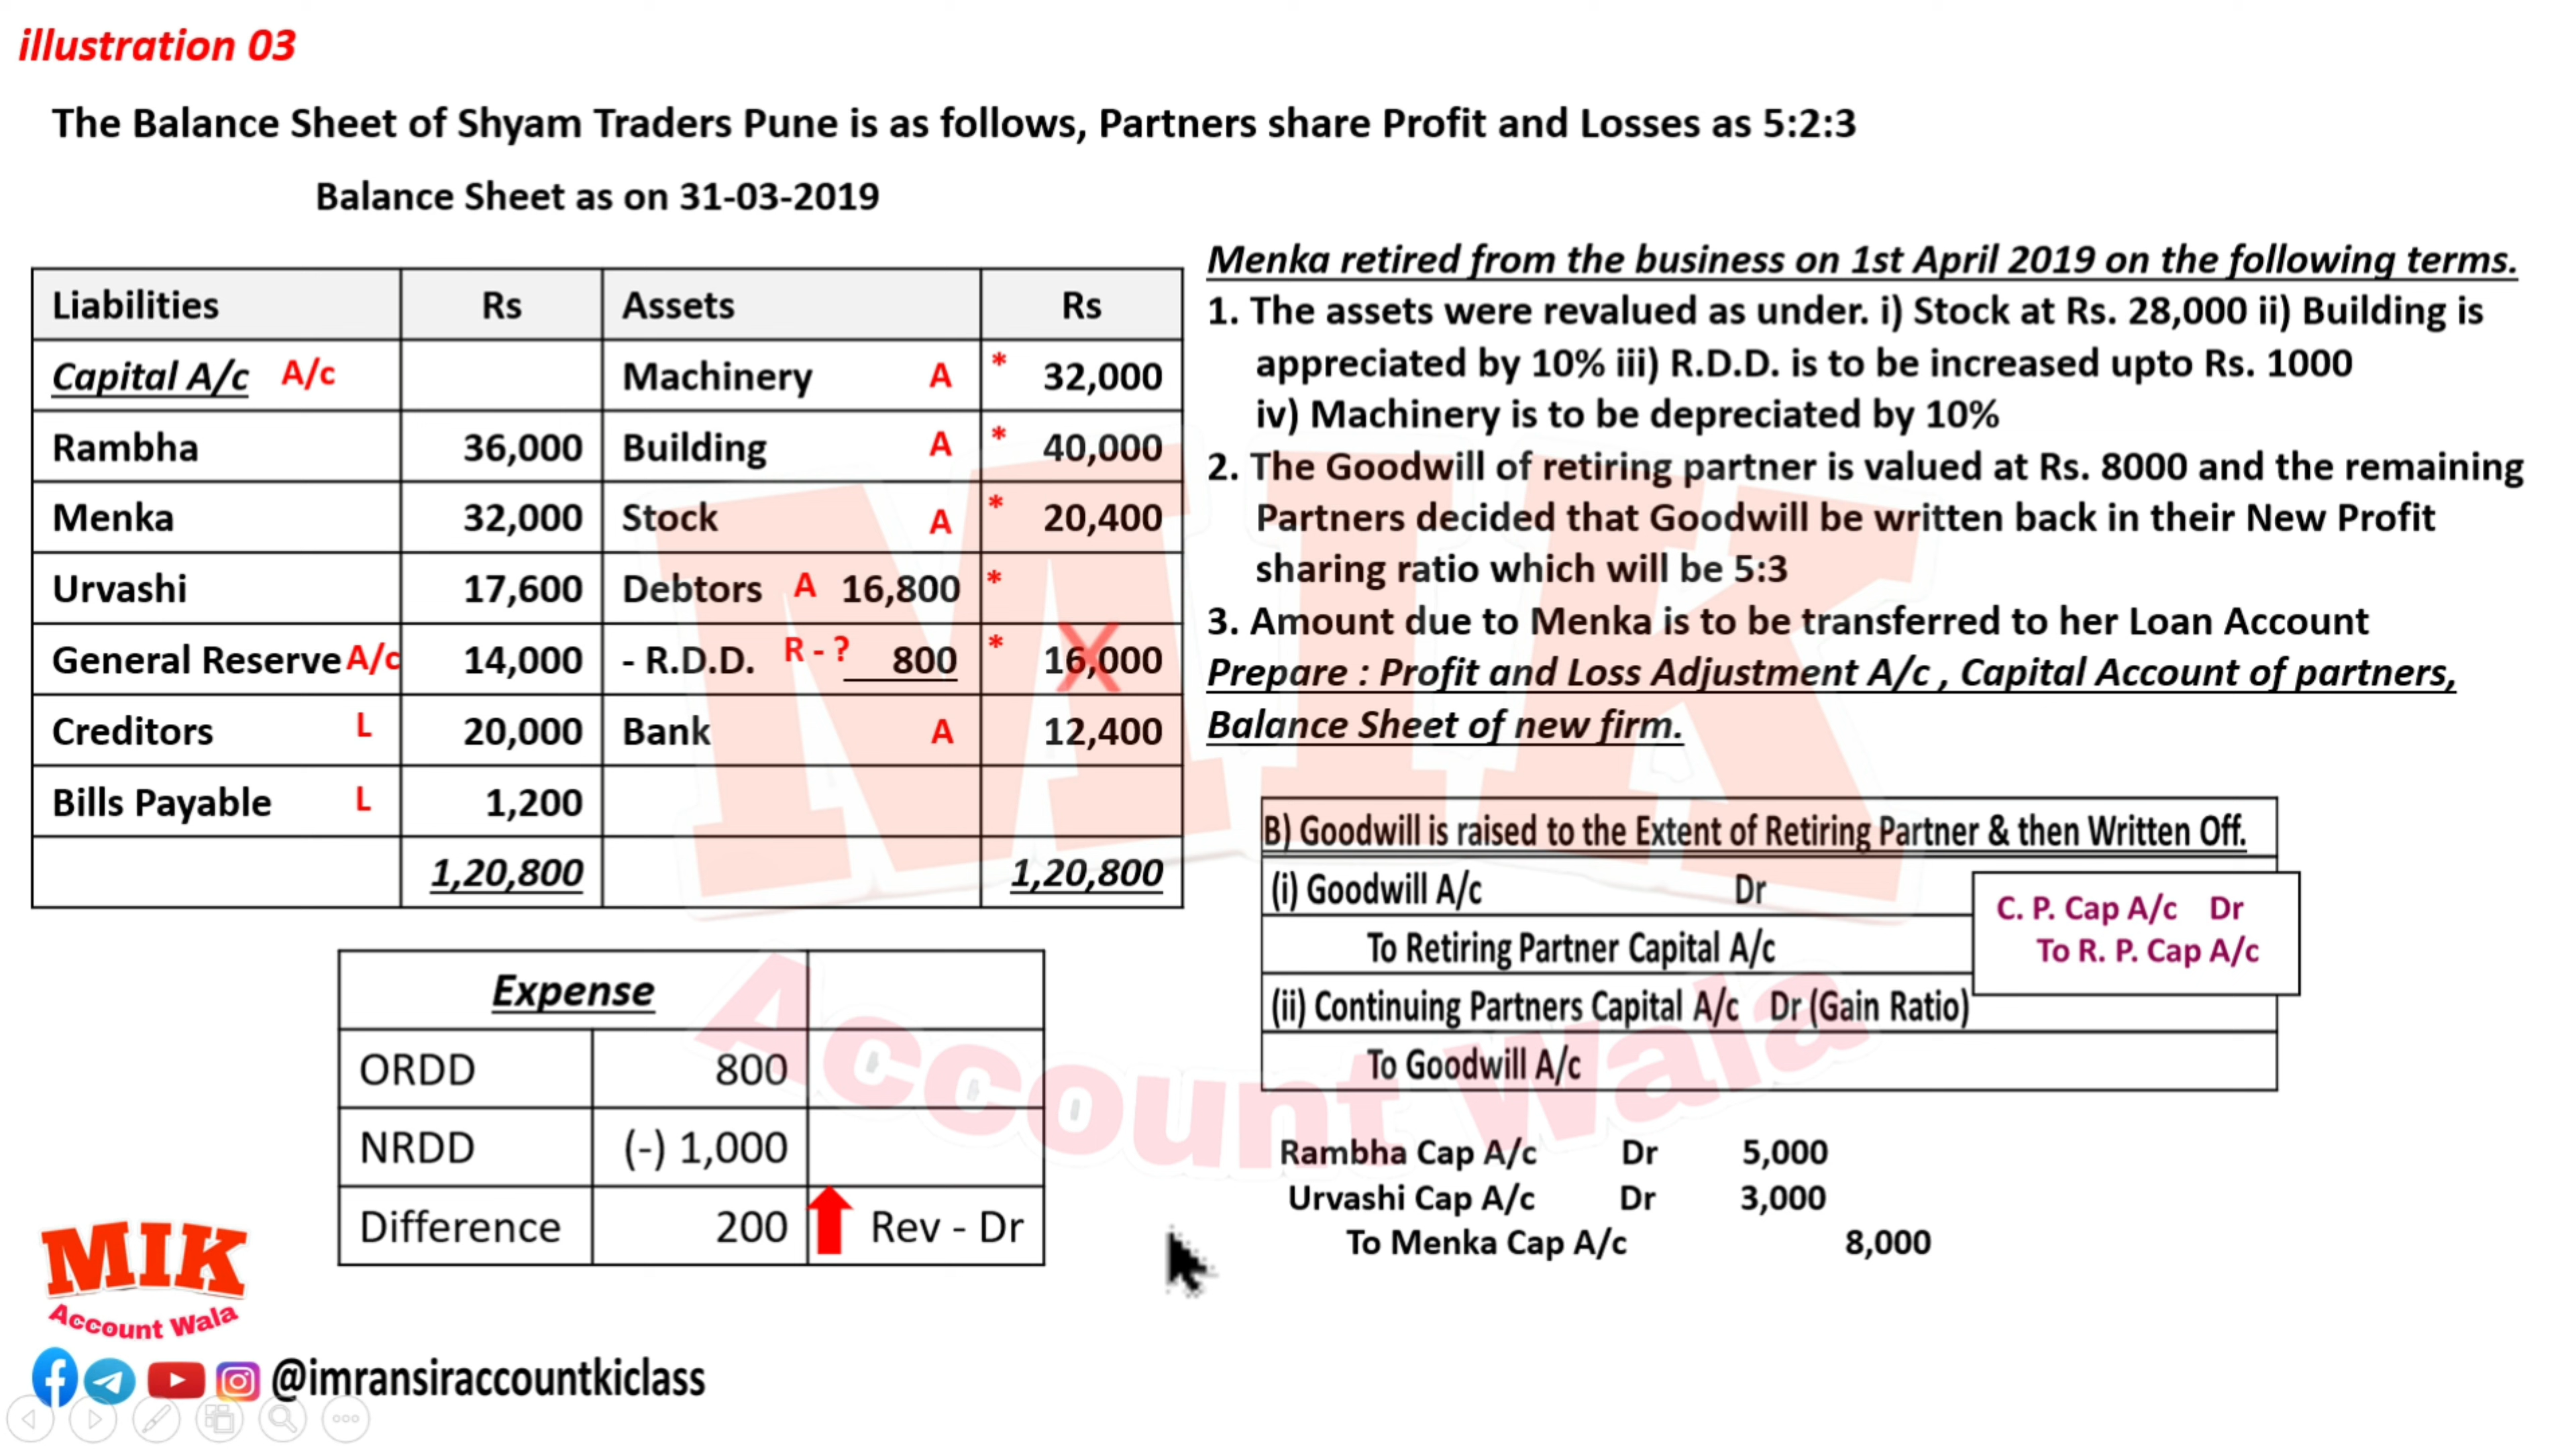 illustration 03
The Balance Sheet of Shyam Traders Pune is as follows, Partners share Profit and Losses as 5:2:3
Balance Sheet as on 31-03-2019
Liabilities Rs Assets Rs
Capital A/c A/c Machinery A * 32,000
Rambha 36,000 Building A * 40,000
Menka 32,000 Stock A * 20,400
Urvashi 17,600 Debtors A 16,800 *
General Reserve A/c 14,000 - R.D.D. R - ? 800 * 16,000 X
Creditors L 20,000 Bank A 12,400
Bills Payable L 1,200
1,20,800 1,20,800
Menka retired from the business on 1st April 2019 on the following terms.
1. The assets were revalued as under. i) Stock at Rs. 28,000 ii) Building is
appreciated by 10% iii) R.D.D. is to be increased upto Rs. 1000
iv) Machinery is to be depreciated by 10%
2. The Goodwill of retiring partner is valued at Rs. 8000 and the remaining
Partners decided that Goodwill be written back in their New Profit
sharing ratio which will be 5:3
3. Amount due to Menka is to be transferred to her Loan Account
Prepare : Profit and Loss Adjustment A/c , Capital Account of partners,
Balance Sheet of new firm.
B) Goodwill is raised to the Extent of Retiring Partner & then Written Off.
(i) Goodwill A/c Dr
To Retiring Partner Capital A/c
(ii) Continuing Partners Capital A/c Dr (Gain Ratio)
To Goodwill A/c
C. P. Cap A/c Dr
To R. P. Cap A/c
Expense
ORDD 800
NRDD (-) 1,000
Difference 200 Rev - Dr
Rambha Cap A/c Dr 5,000
Urvashi Cap A/c Dr 3,000
To Menka Cap A/c 8,000
MIK
Account Wala
MIK
Account Wala
@imransiraccountkiclass